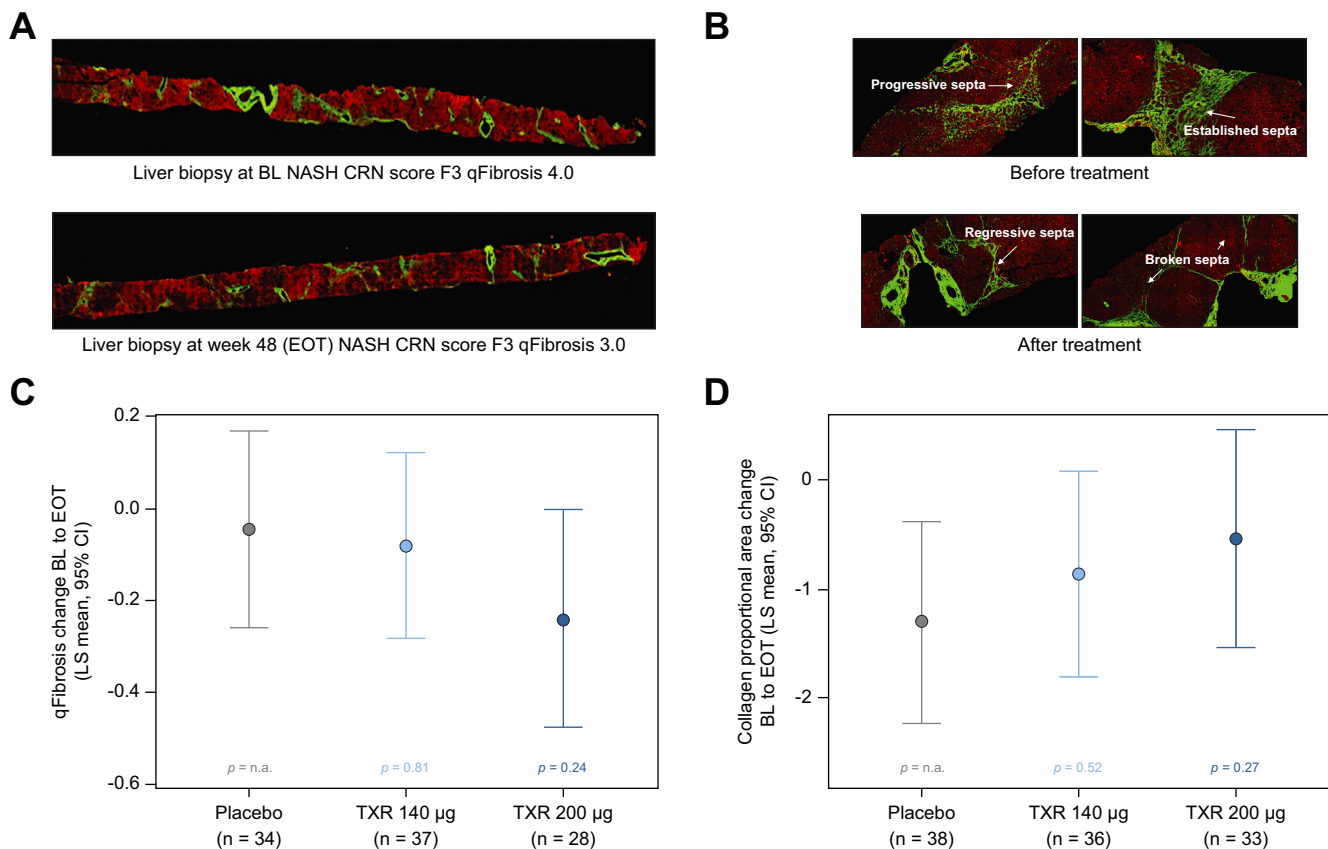 A
Liver biopsy at BL NASH CRN score F3 qFibrosis 4.0
Liver biopsy at week 48 (EOT) NASH CRN score F3 qFibrosis 3.0
B
Progressive septa
Established septa
Before treatment
Regressive septa
Broken septa
After treatment
C
qFibrosis change BL to EOT
(LS mean, 95% CI)
0.2
0.0
-0.2
-0.4
-0.6
p = n.a.
p = 0.81
p = 0.24
Placebo
(n = 34)
TXR 140 µg
(n = 37)
TXR 200 µg
(n = 28)
D
Collagen proportional area change
BL to EOT (LS mean, 95% CI)
0
-1
-2
p = n.a.
p = 0.52
p = 0.27
Placebo
(n = 38)
TXR 140 µg
(n = 36)
TXR 200 µg
(n = 33)